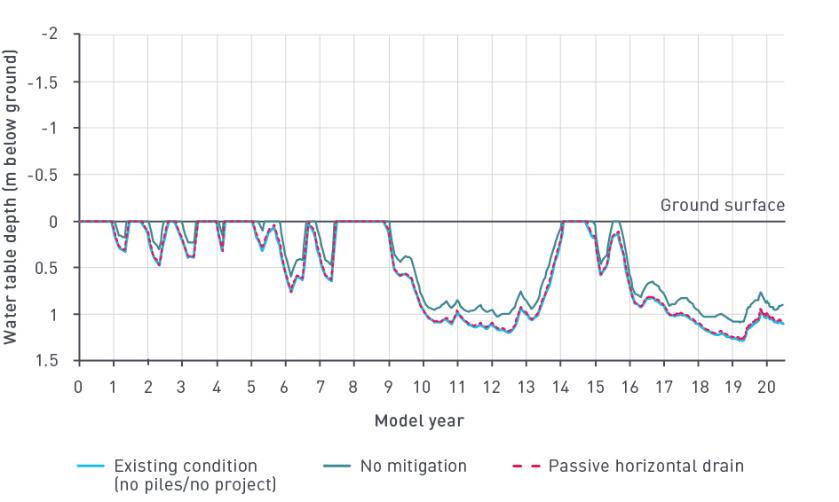 -2
-1.5
-1
-0.5
0
0.5
1
1.5
Water table depth (m below ground)
Ground surface
0 1 2 3 4 5 6 7 8 9 10 11 12 13 14 15 16 17 18 19 20
Model year
Existing condition
(no piles/no project)
No mitigation
Passive horizontal drain